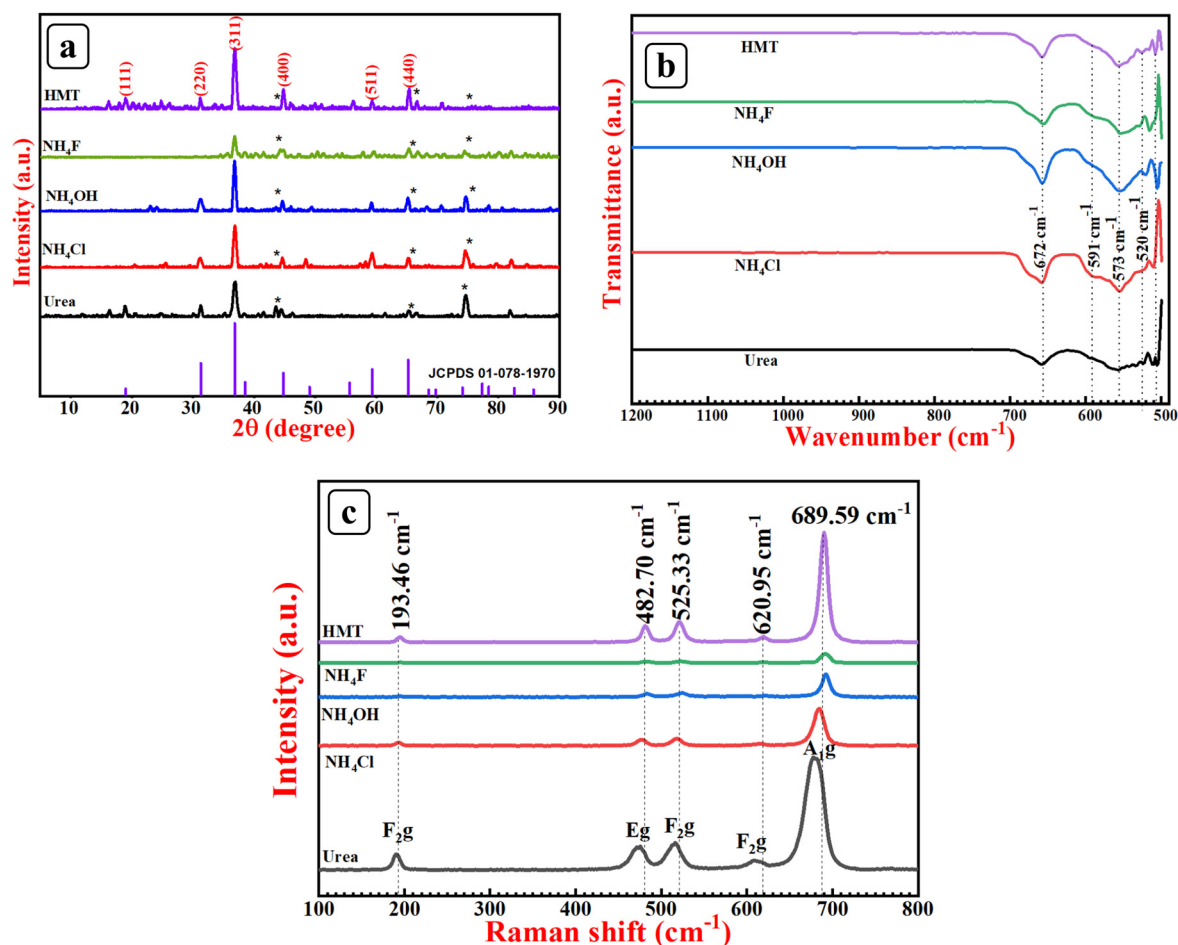 a
(111)
(220)
(311)
(400)
(511)
(440)
HMT
* * *
NH₄F
* * *
NH₄OH
* * *
NH₄Cl
* * *
Urea
* * *
JCPDS 01-078-1970
10 20 30 40 50 60 70 80 90
2θ (degree)
Intensity (a.u.)
b
HMT
NH₄F
NH₄OH
NH₄Cl
Urea
672 cm⁻¹
591 cm⁻¹
573 cm⁻¹
520 cm⁻¹
1200 1100 1000 900 800 700 600 500
Wavenumber (cm⁻¹)
Transmittance (a.u.)
c
193.46 cm⁻¹
482.70 cm⁻¹
525.33 cm⁻¹
620.95 cm⁻¹
689.59 cm⁻¹
HMT
NH₄F
NH₄OH
NH₄Cl
A₁g
F₂g
Eg
F₂g
F₂g
Urea
100 200 300 400 500 600 700 800
Raman shift (cm⁻¹)
Intensity (a.u.)